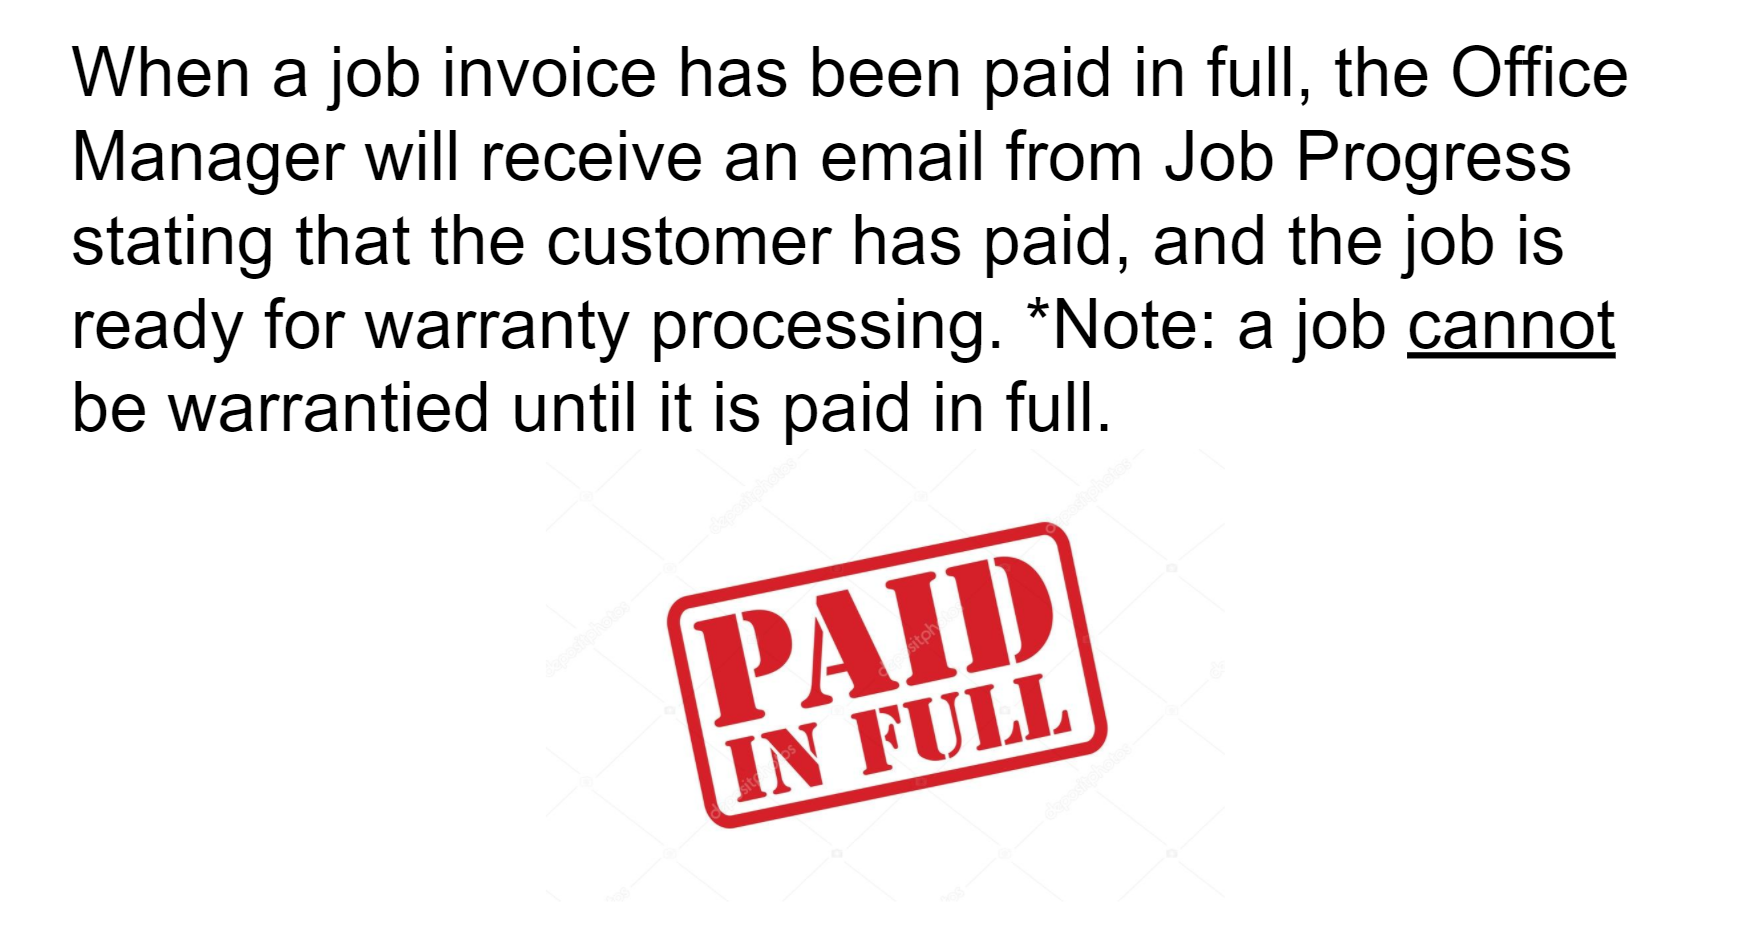 When a job invoice has been paid in full, the Office
Manager will receive an email from Job Progress
stating that the customer has paid, and the job is
ready for warranty processing. *Note: a job cannot
be warrantied until it is paid in full.
PAID
IN FULL